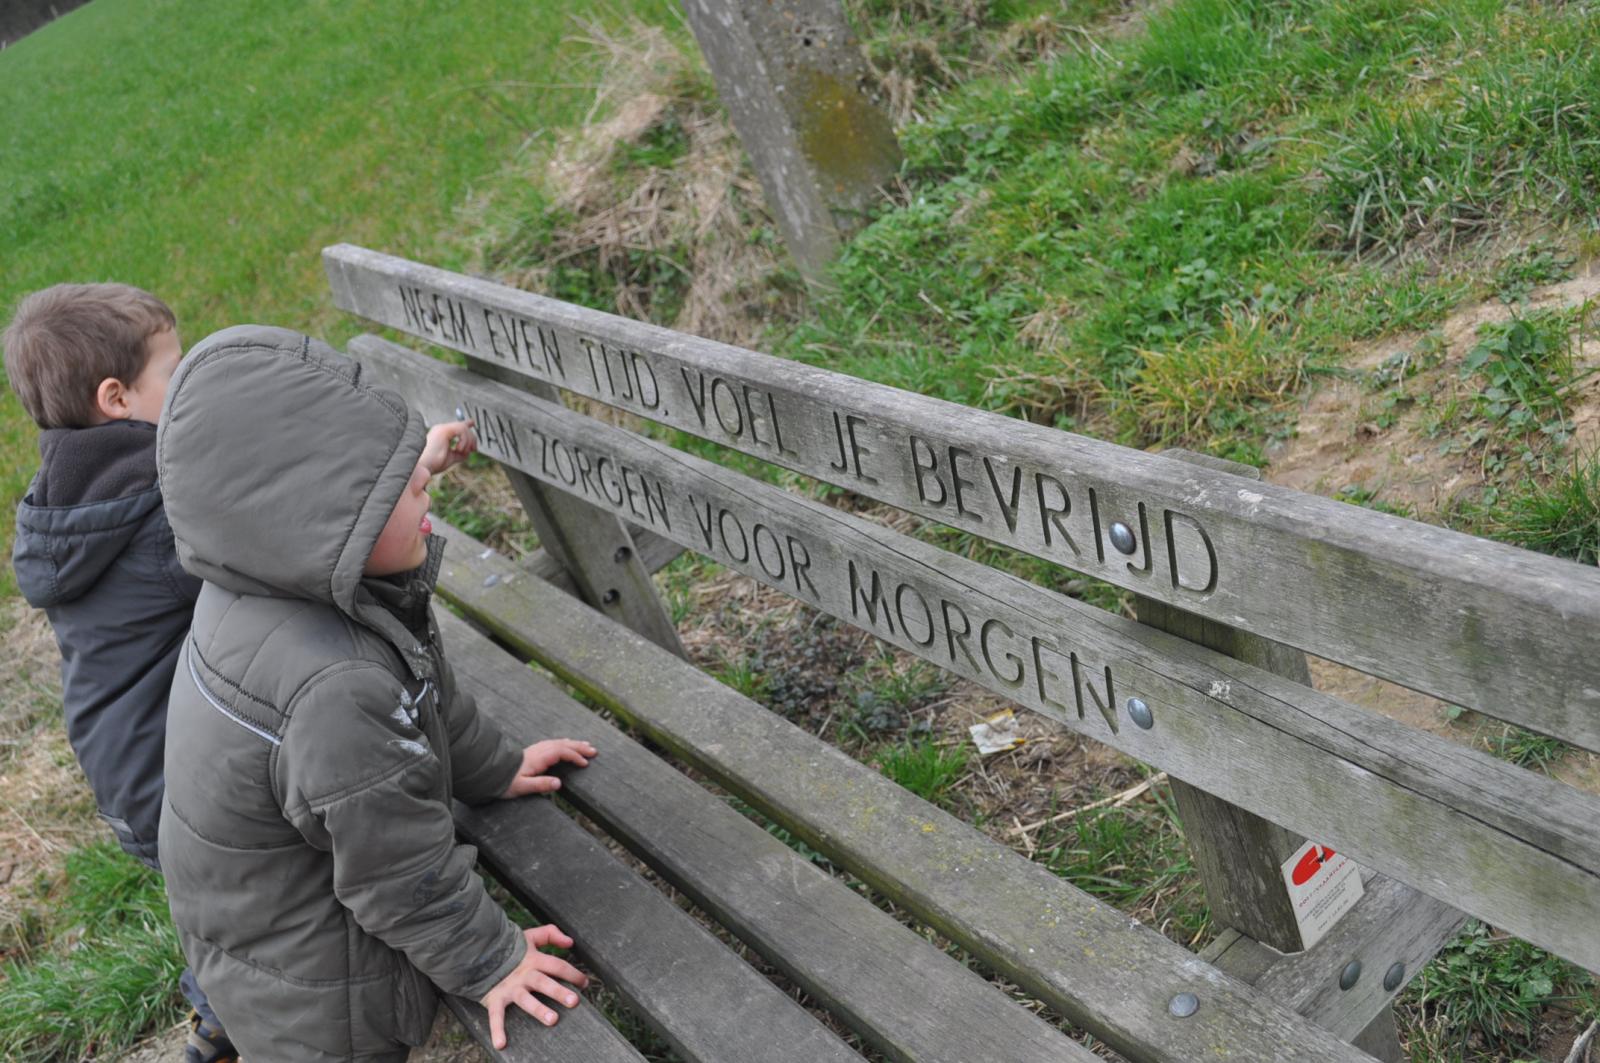 NEEM EVEN TIJD. VOEL JE BEVRIJD
VAN ZORGEN VOOR MORGEN